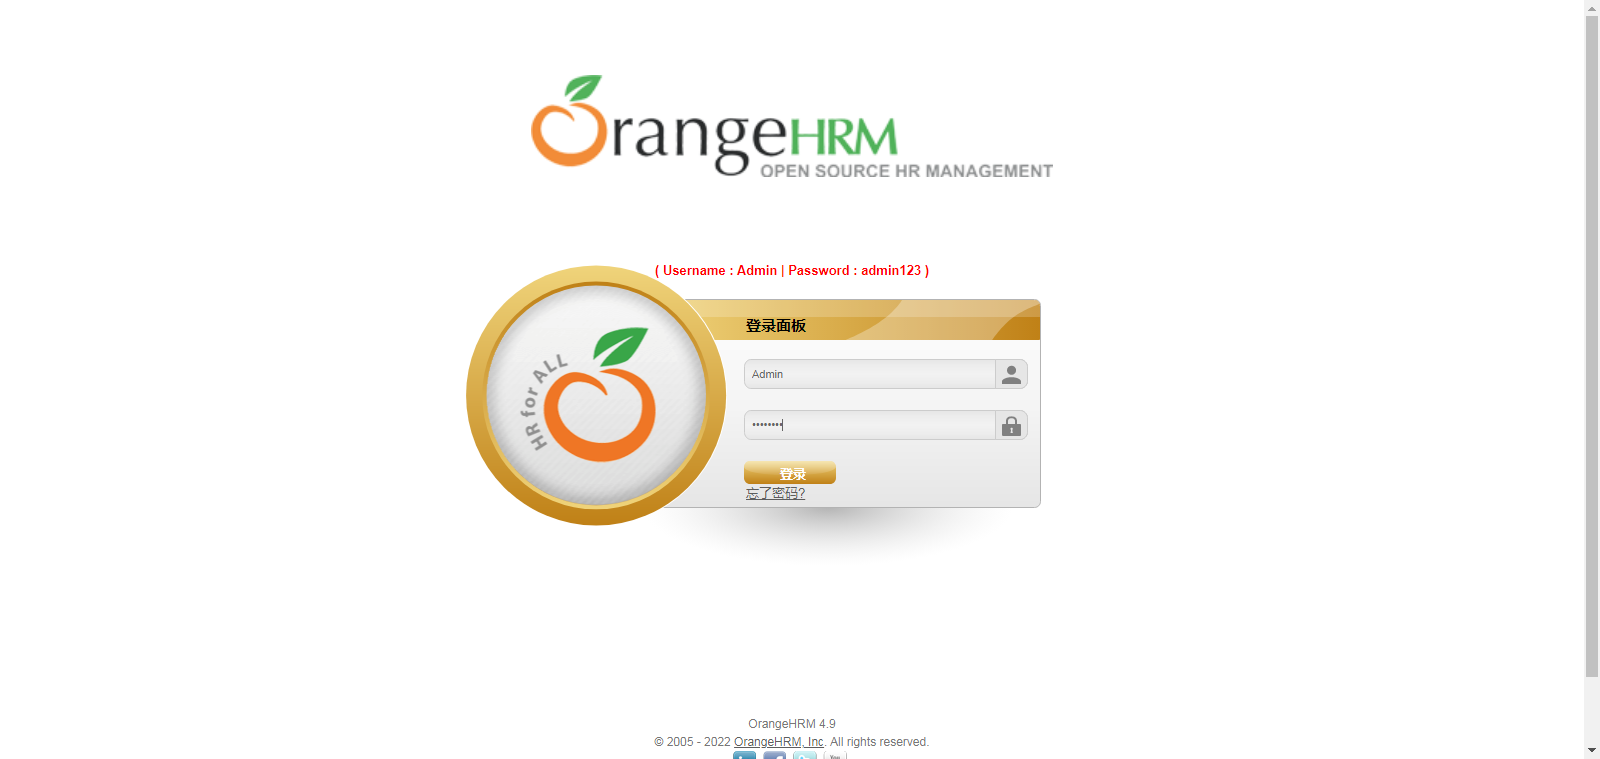 OrangeHRM
OPEN SOURCE HR MANAGEMENT
( Username : Admin | Password : admin123 )
HR for ALL
登录面板
Admin
••••••••
登录
忘了密码?
OrangeHRM 4.9
© 2005 - 2022 OrangeHRM, Inc. All rights reserved.